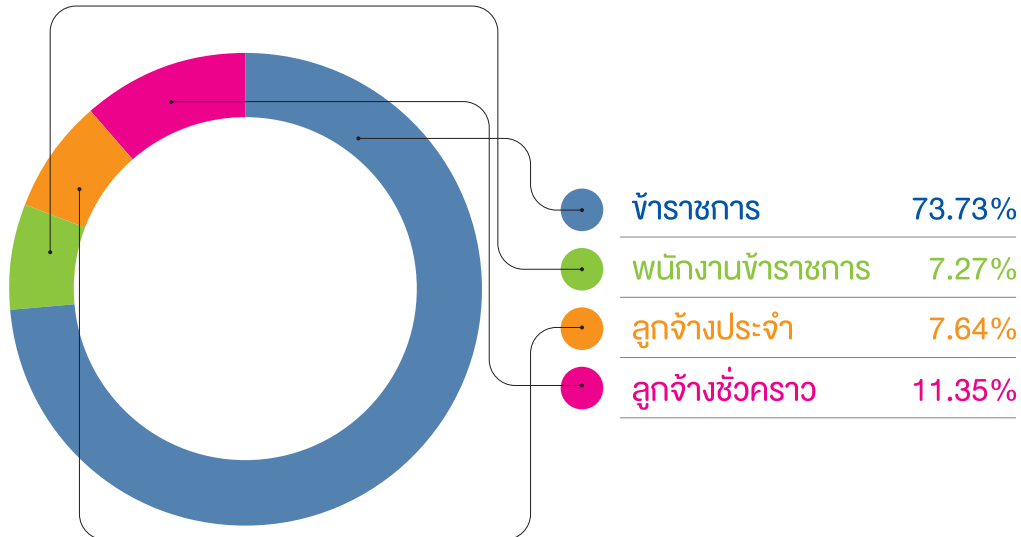 ข้าราชการ 73.73%
พนักงานข้าราชการ 7.27%
ลูกจ้างประจำ 7.64%
ลูกจ้างชั่วคราว 11.35%